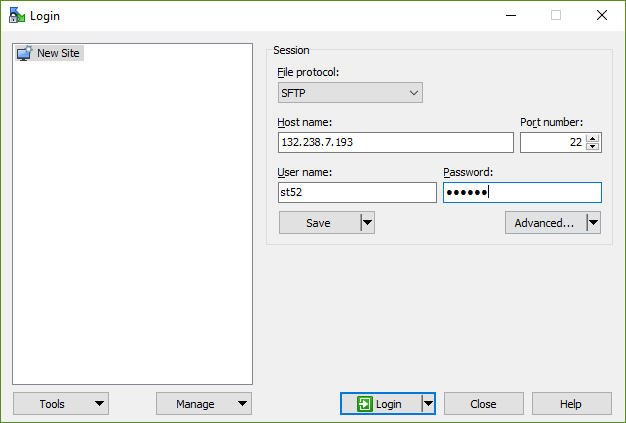 Login
New Site
Session
File protocol:
SFTP
Host name:
Port number:
132.238.7.193
22
User name:
Password:
st52
••••••
Save
Advanced...
Tools
Manage
Login
Close
Help